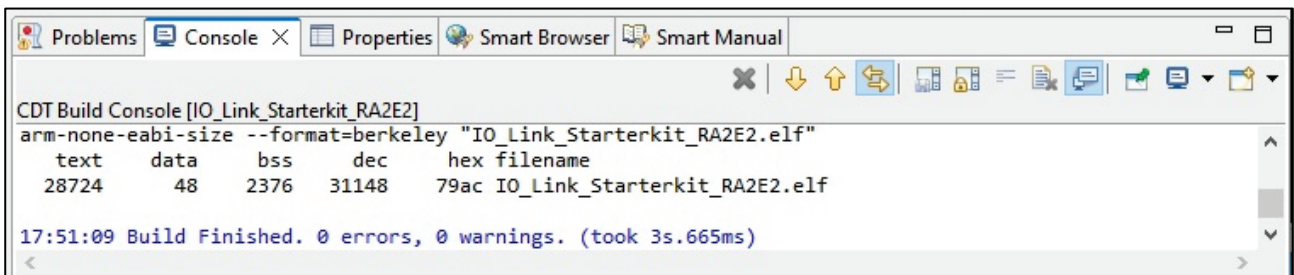 Problems Console Properties Smart Browser Smart Manual
CDT Build Console [IO_Link_Starterkit_RA2E2]
arm-none-eabi-size --format=berkeley "IO_Link_Starterkit_RA2E2.elf"
   text    data     bss     dec     hex filename
  28724      48    2376   31148    79ac IO_Link_Starterkit_RA2E2.elf
17:51:09 Build Finished. 0 errors, 0 warnings. (took 3s.665ms)